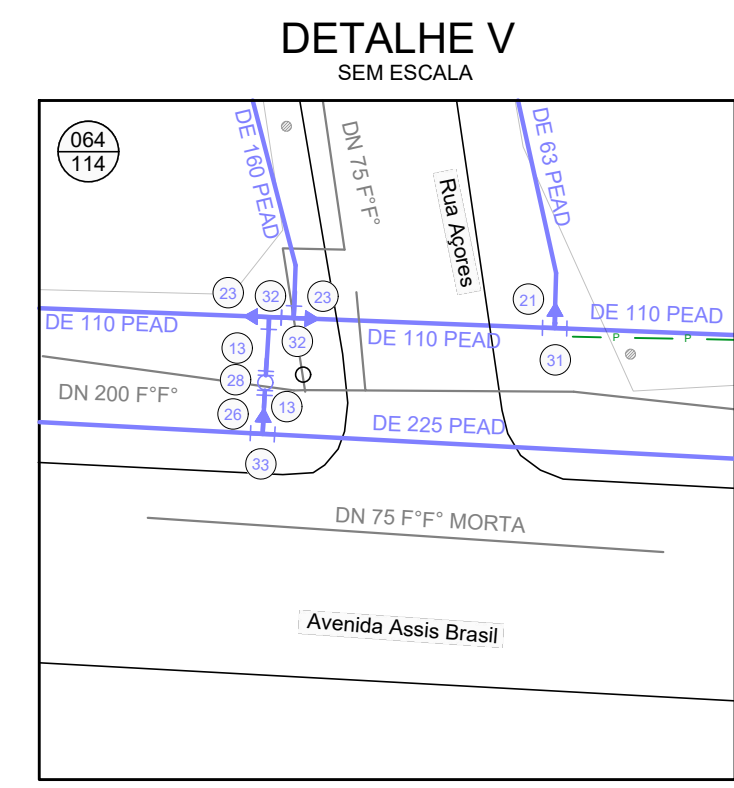 DETALHE V
SEM ESCALA
064
114
DE 160 PEAD
DN 75 F°F°
Rua Açores
DE 63 PEAD
23
32
23
21
DE 110 PEAD
DE 110 PEAD
DE 110 PEAD
13
32
31
P
P
28
DN 200 F°F°
26
13
DE 225 PEAD
33
DN 75 F°F° MORTA
Avenida Assis Brasil